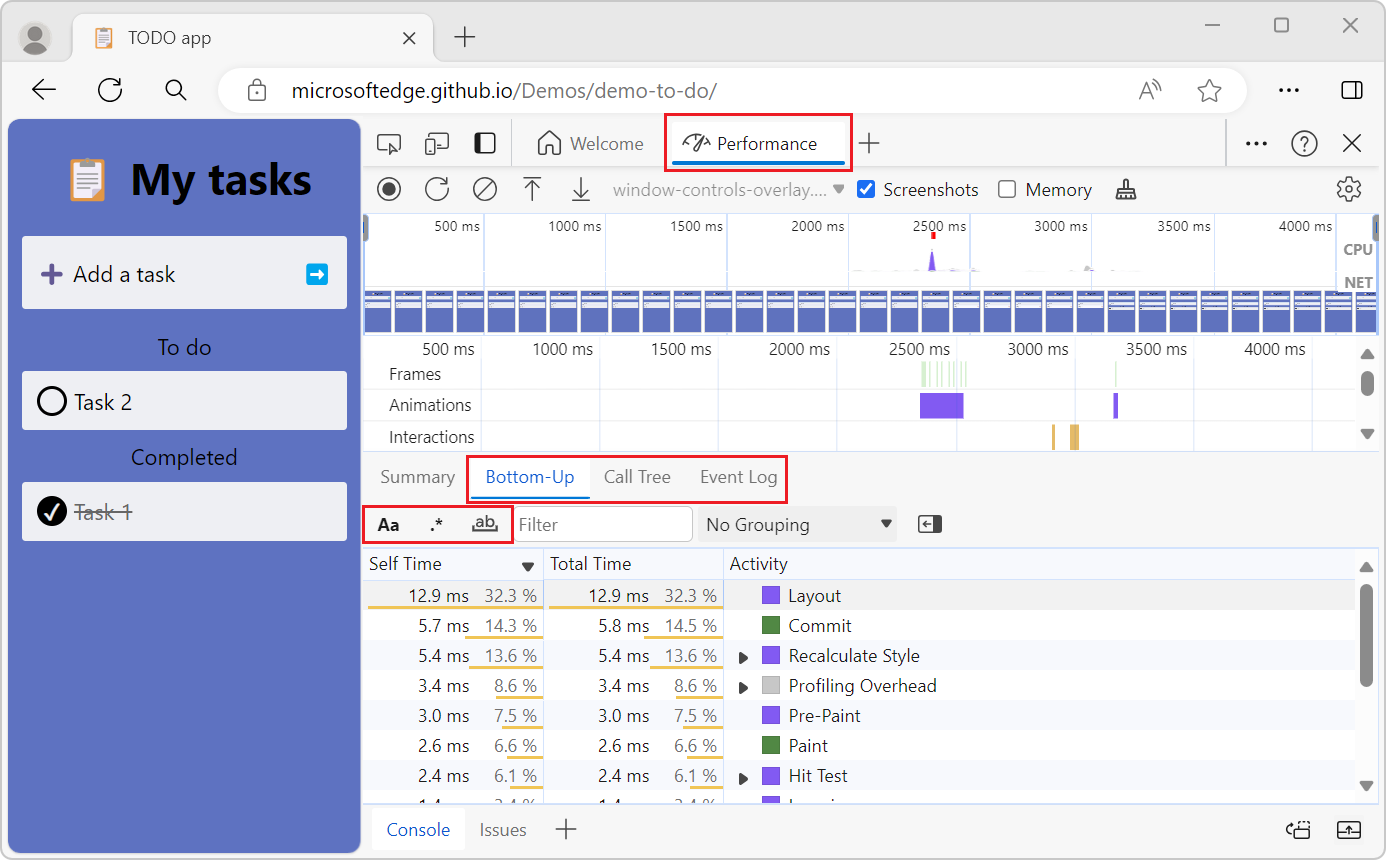 TODO app
microsoftedge.github.io/Demos/demo-to-do/
My tasks
Add a task
To do
Task 2
Completed
Task 1
Welcome
Performance
window-controls-overlay....
Screenshots
Memory
500 ms 1000 ms 1500 ms 2000 ms 2500 ms 3000 ms 3500 ms 4000 ms
CPU
NET
500 ms 1000 ms 1500 ms 2000 ms 2500 ms 3000 ms 3500 ms 4000 ms
Frames
Animations
Interactions
Summary Bottom-Up Call Tree Event Log
Aa .* ab Filter No Grouping
Self Time Total Time Activity
12.9 ms 32.3 % 12.9 ms 32.3 % Layout
5.7 ms 14.3 % 5.8 ms 14.5 % Commit
5.4 ms 13.6 % 5.4 ms 13.6 % Recalculate Style
3.4 ms 8.6 % 3.4 ms 8.6 % Profiling Overhead
3.0 ms 7.5 % 3.0 ms 7.5 % Pre-Paint
2.6 ms 6.6 % 2.6 ms 6.6 % Paint
2.4 ms 6.1 % 2.4 ms 6.1 % Hit Test
Console Issues